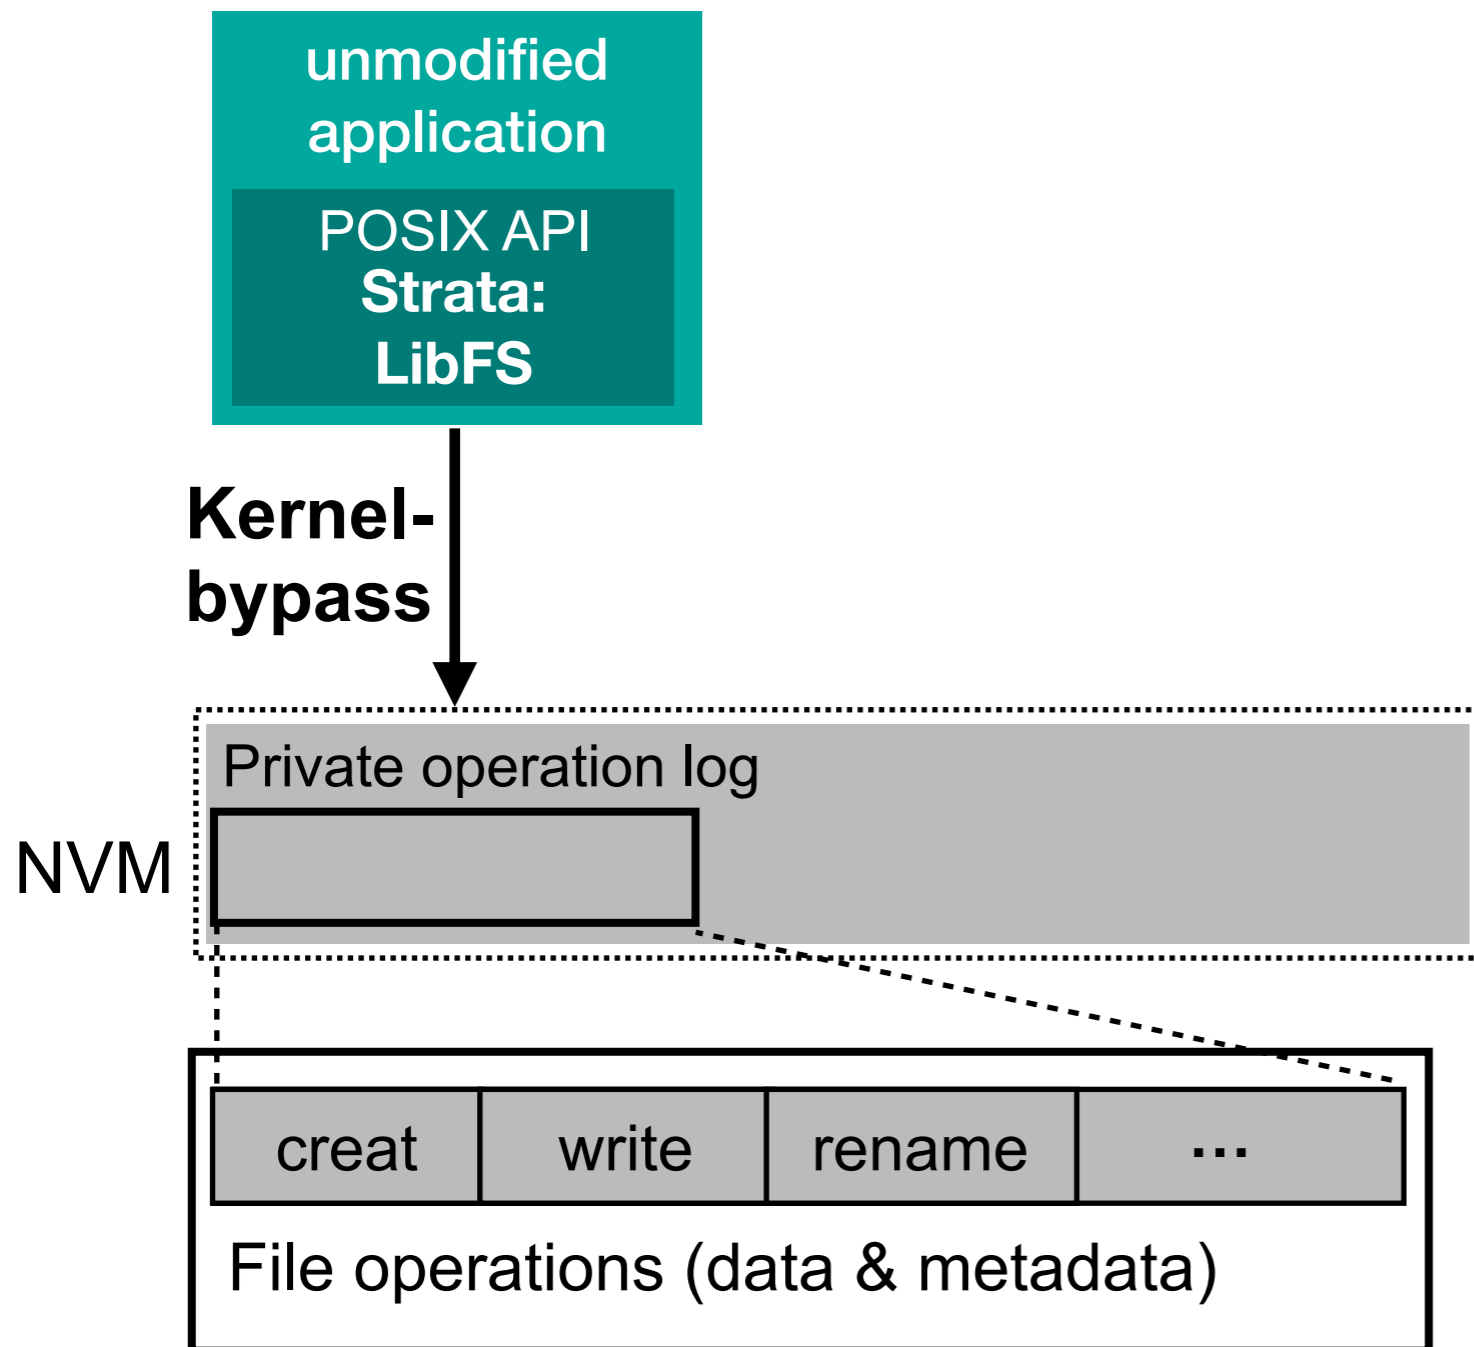 unmodified
application
POSIX API
Strata:
LibFS
Kernel-
bypass
Private operation log
NVM
creat write rename ...
File operations (data & metadata)